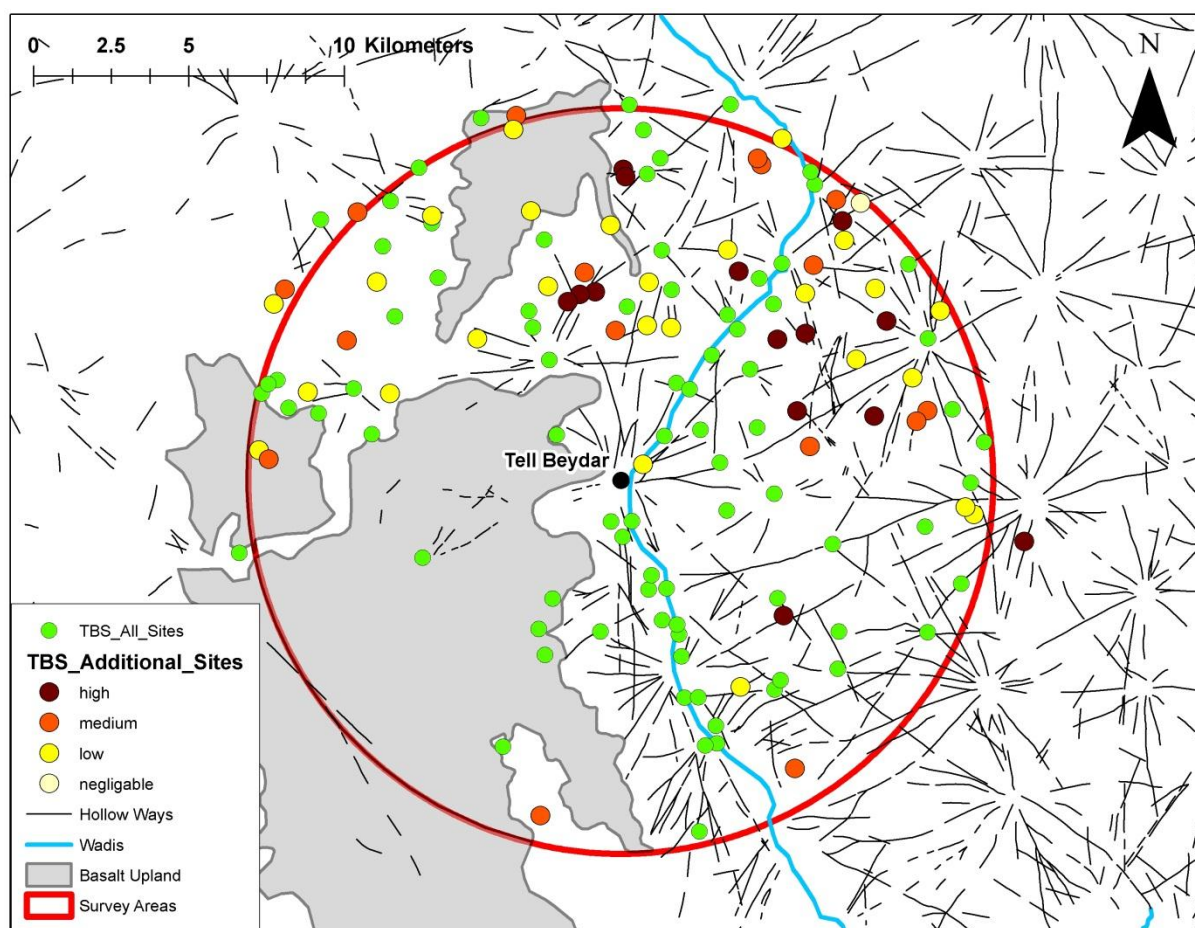 0 2.5 5 10 Kilometers
N
Tell Beydar
TBS_All_Sites
TBS_Additional_Sites
high
medium
low
negligable
Hollow Ways
Wadis
Basalt Upland
Survey Areas